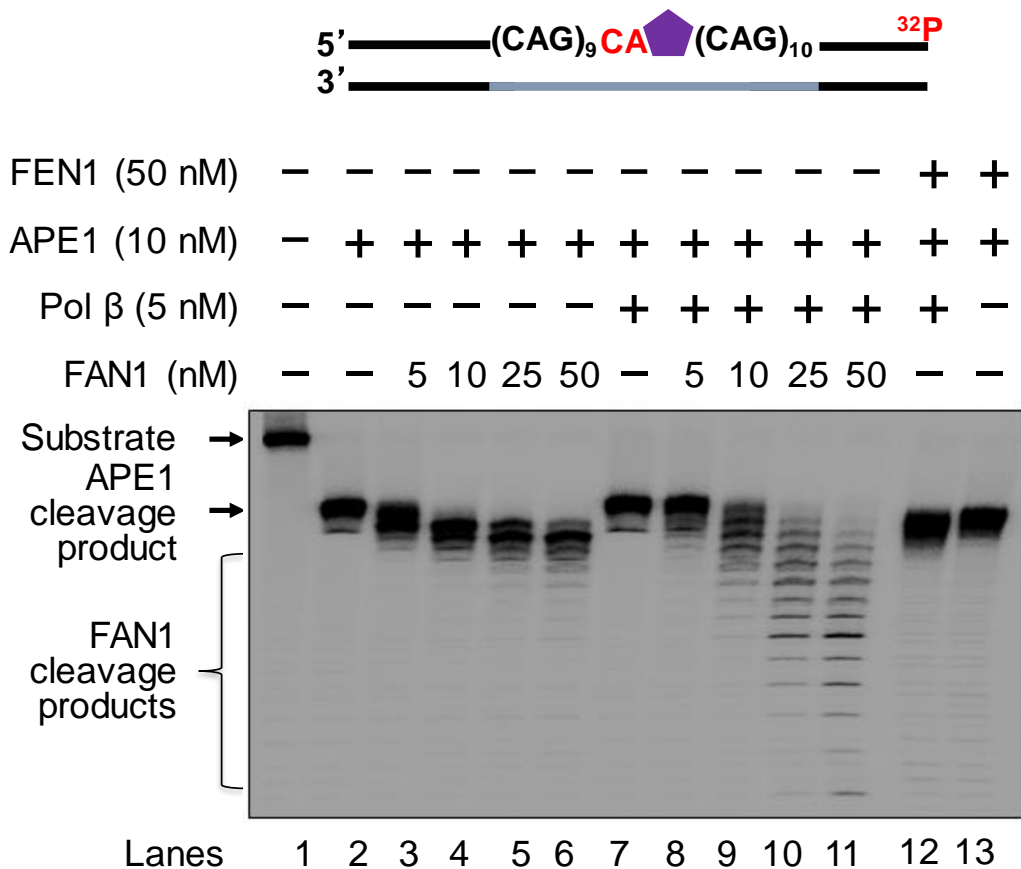 32P
5’ (CAG)9 CA (CAG)10
3’
FEN1 (50 nM) – – – – – – – – – – – + +
APE1 (10 nM) – + + + + + + + + + + + +
Pol β (5 nM) – – – – – – + + + + + + –
FAN1 (nM) – – 5 10 25 50 – 5 10 25 50 – –
Substrate
APE1
cleavage
product
FAN1
cleavage
products
Lanes 1 2 3 4 5 6 7 8 9 10 11 12 13